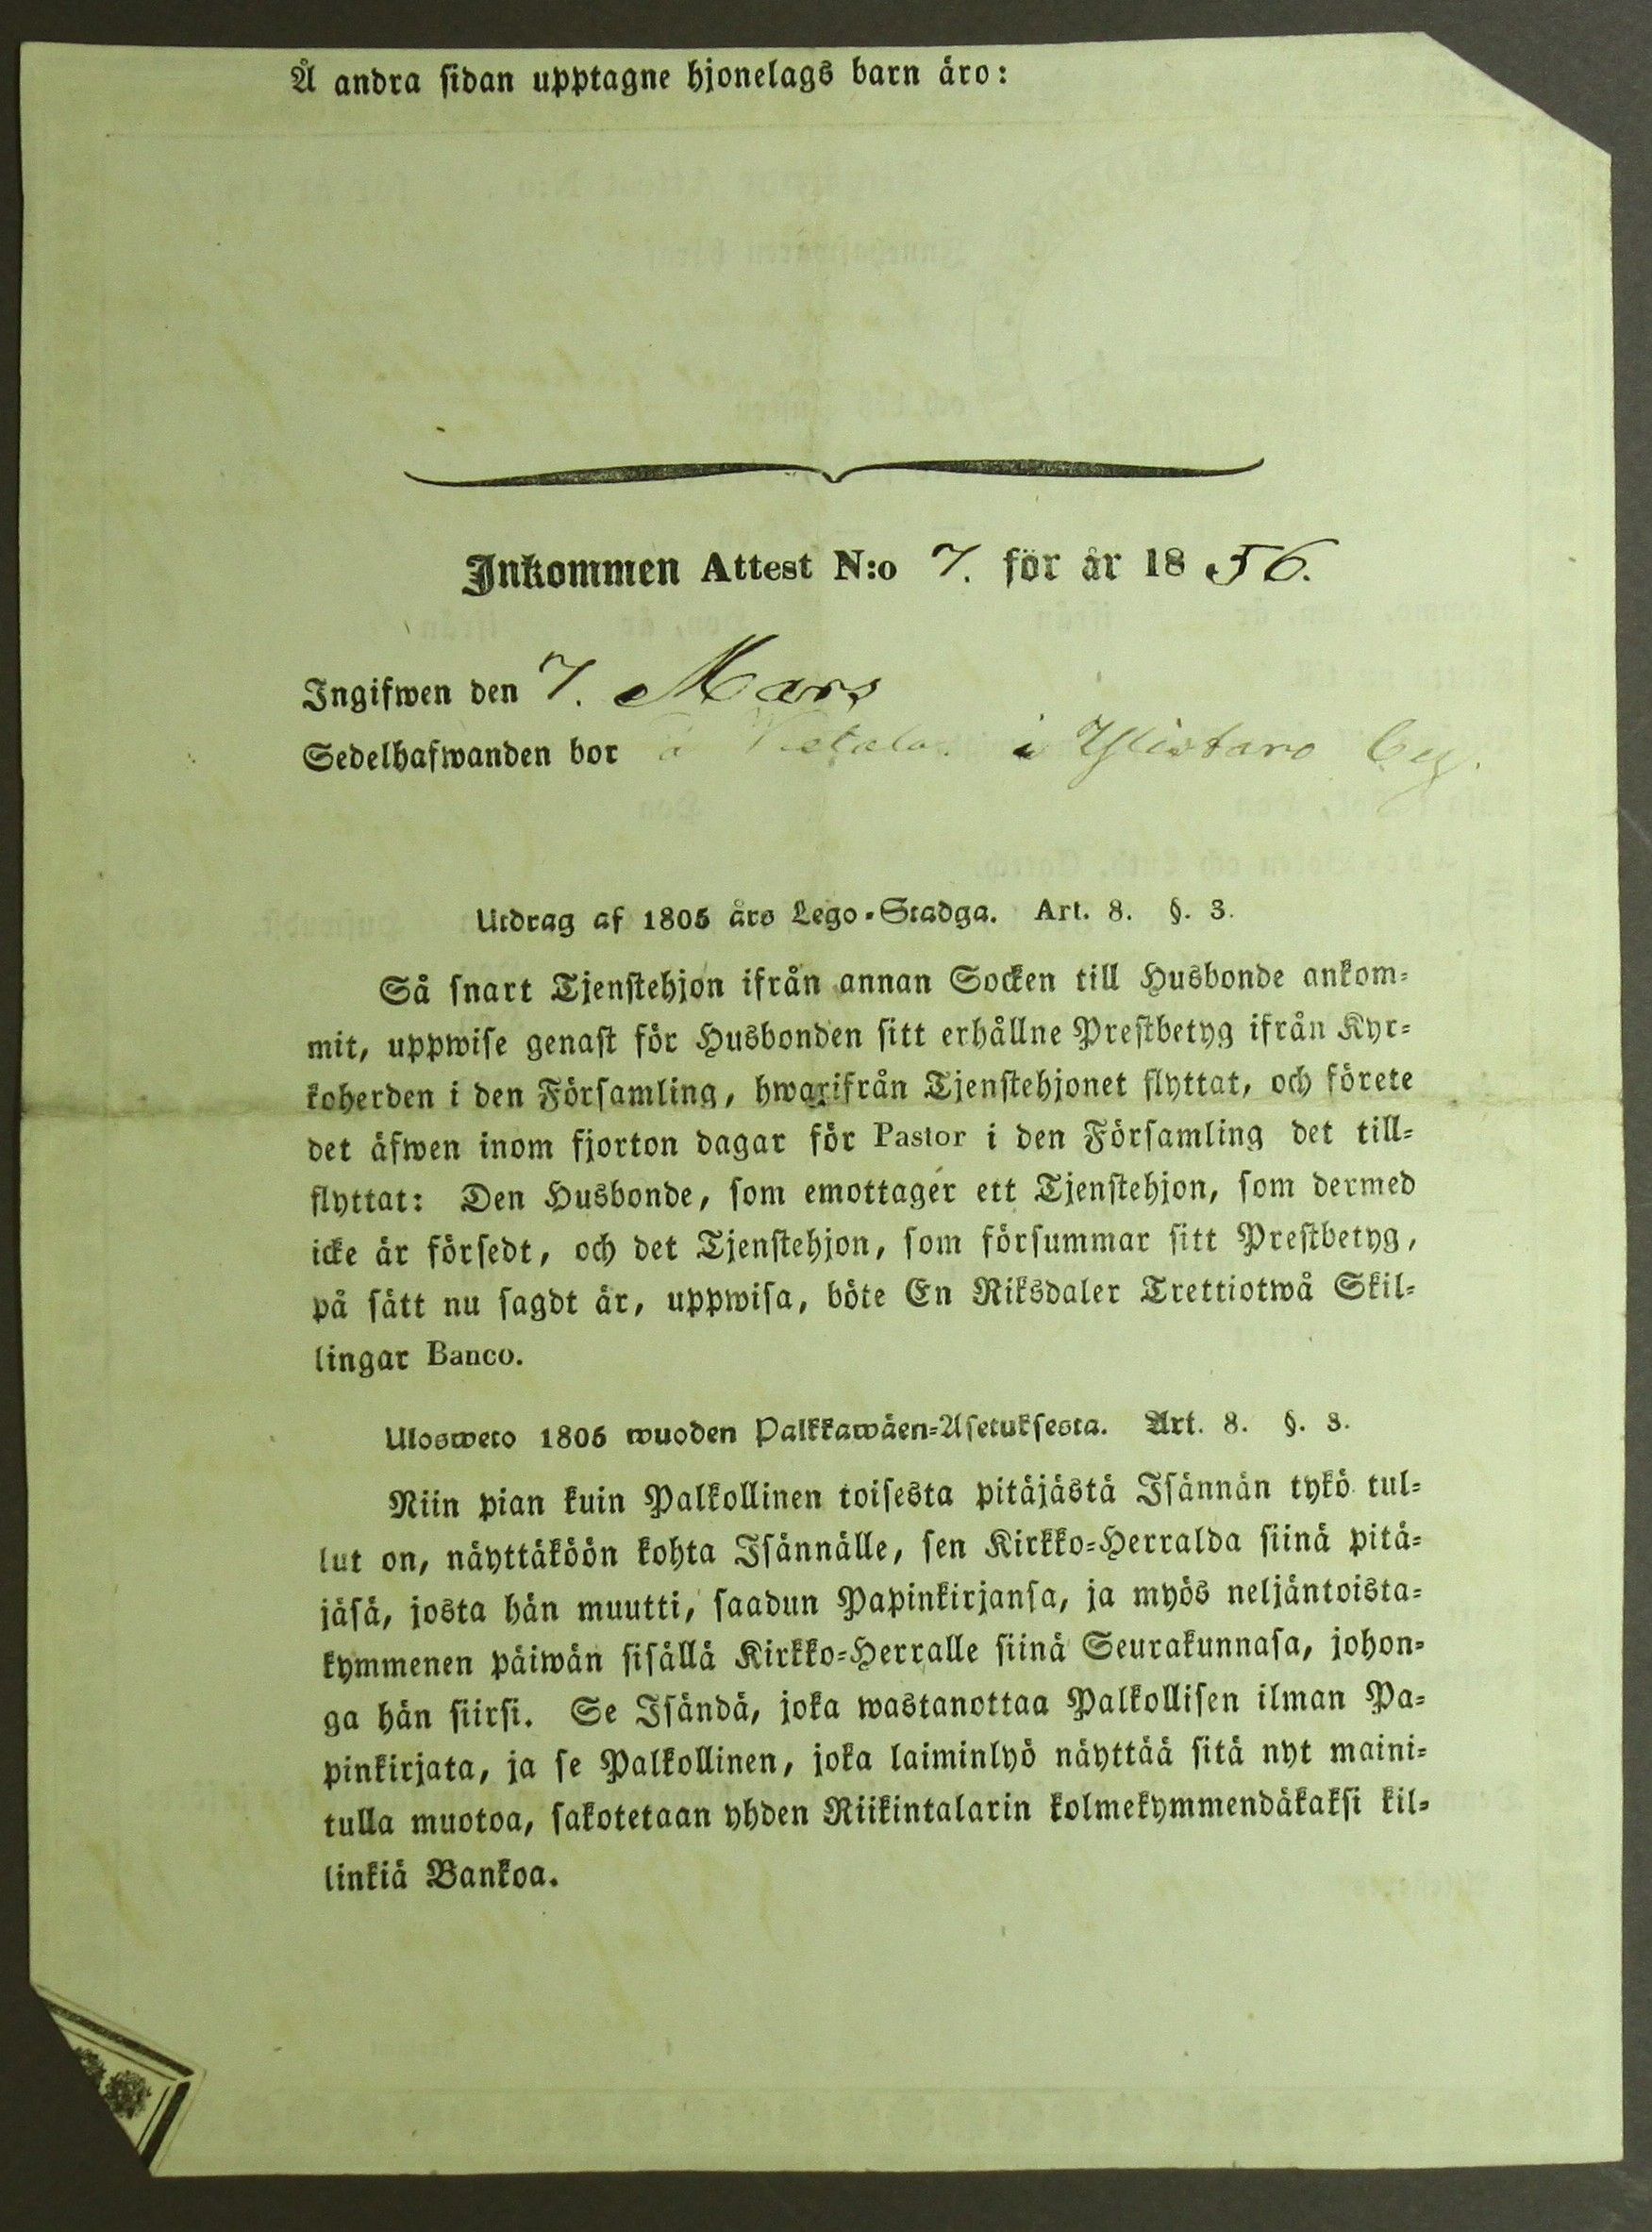 Å andra sidan upptagne hjonelags barn äro:
Inkommen Attest N:o 7. för år 1856.
Ingifwen den 7. Mars
Sedelhafwanden bor å i Ylistaro by.
Utdrag af 1805 års Lego-Stadga. Art. 8. §. 3.
Så snart Tjenstehjon ifrån annan Socken till Husbonde ankom-
mit, uppwise genast för Husbonden sitt erhållne Prestbetyg ifrån Kyr-
koherden i den Församling, hwarifrån Tjenstehjonet flyttat, och förete
det äfwen inom fjorton dagar för Pastor i den Församling det till-
flyttat: Den Husbonde, som emottager ett Tjenstehjon, som dermed
icke är försedt, och det Tjenstehjon, som försummar sitt Prestbetyg,
på sätt nu sagdt är, uppwisa, böte En Riksdaler Trettiotwå Skil-
lingar Banco.
Ulosweto 1805 wuoden Palkkawäen-Asetuksesta. Art. 8. §. 3.
Niin pian kuin Palkollinen toisesta pitäjästä Isännän tykö tul-
lut on, näyttäköön kohta Isännälle, sen Kirkko-Herralda siinä pitä-
jäsä, josta hän muutti, saadun Papinkirjansa, ja myös neljäntoista-
kymmenen päiwän sisällä Kirkko-Herralle siinä Seurakunnasa, johon-
ga hän siirsi. Se Isändä, joka wastanottaa Palkollisen ilman Pa-
pinkirjata, ja se Palkollinen, joka laiminlyö näyttää sitä nyt maini-
tulla muotoa, sakotetaan yhden Riikintalarin kolmekymmendäkaksi kil-
linkiä Bankoa.